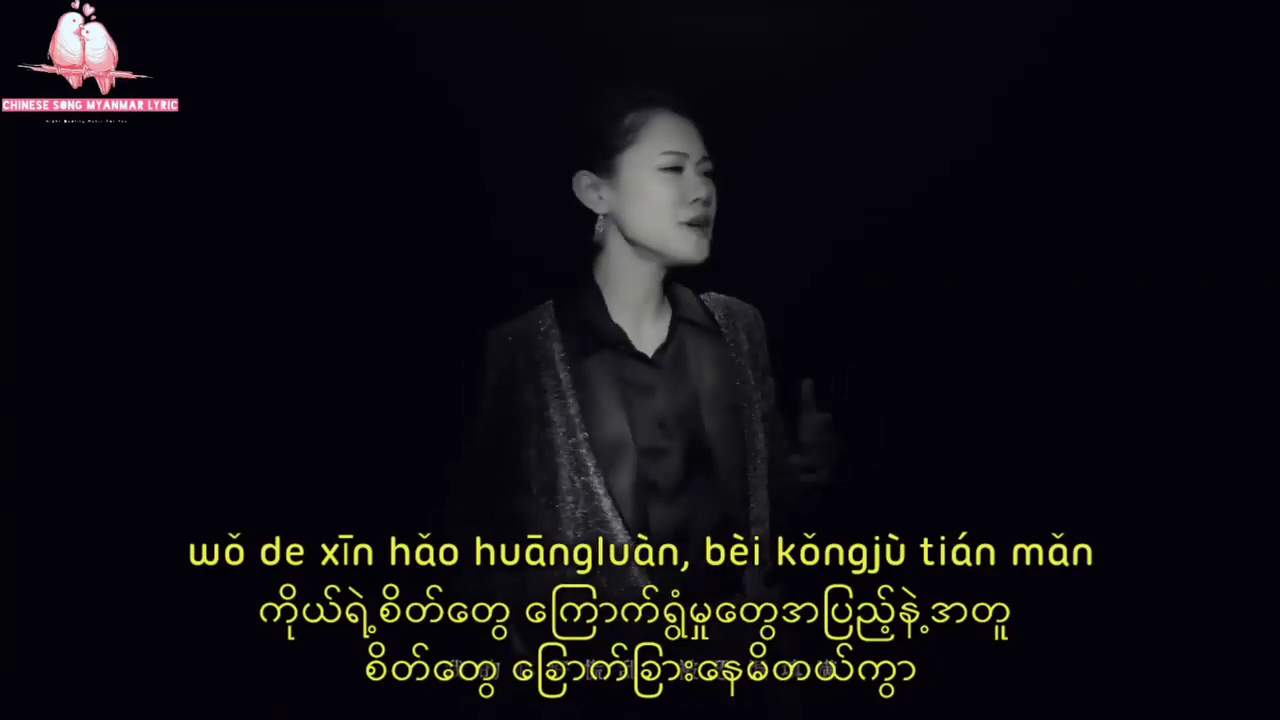 CHINESE SONG MYANMAR LYRIC
wǒ de xīn hǎo huāngluàn, bèi kǒngjù tián mǎn
ကိုယ်ရဲ့စိတ်တွေ ကြောက်ရွံမှုတွေအပြည့်နဲ့အတူ
စိတ်တွေ ခြောက်ခြားနေမိတယ်ကွာ